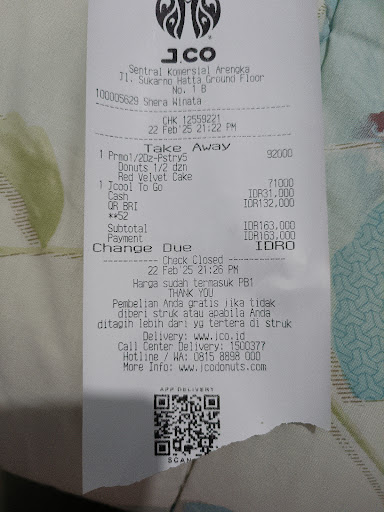 J.CO
Sentral Komersial Arengka
Jl. Sukarno Hatta Ground Floor
No. 1 B
100005629 Shera Winata
CHK 12559221
22 Feb'25 21:22 PM
Take Away
1 Prmo1/2Dz-Pstry5 92000
Donuts 1/2 dzn
Red Velvet Cake
1 Jcool To Go 71000
Cash IDR31,000
QR BRI IDR132,000
**52
Subtotal IDR163,000
Payment IDR163,000
Change Due IDR0
Check Closed
22 Feb'25 21:26 PM
Harga sudah termasuk PB1
THANK YOU
Pembelian Anda gratis jika tidak
diberi struk atau apabila Anda
ditagih lebih dari yg tertera di struk
Delivery: www.jco.id
Call Center Delivery: 1500377
Hotline / WA: 0815 8898 000
More Info: www.jcodonuts.com
APP DELIVERY
SCAN